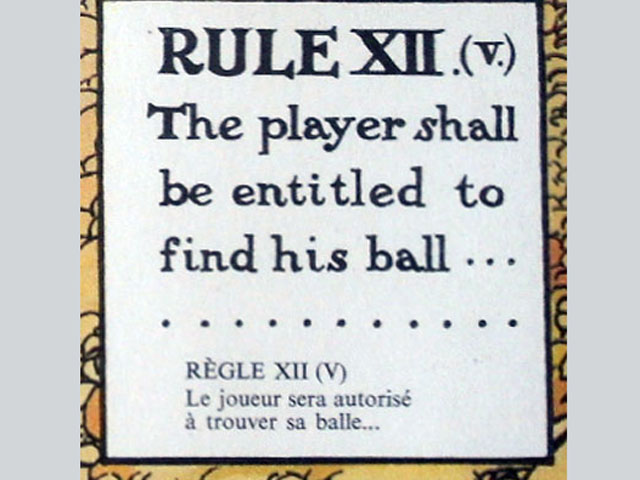 RULE XII.(V.)
The player shall
be entitled to
find his ball ...
. . . . . . . . . . .
RÈGLE XII (V)
Le joueur sera autorisé
à trouver sa balle...